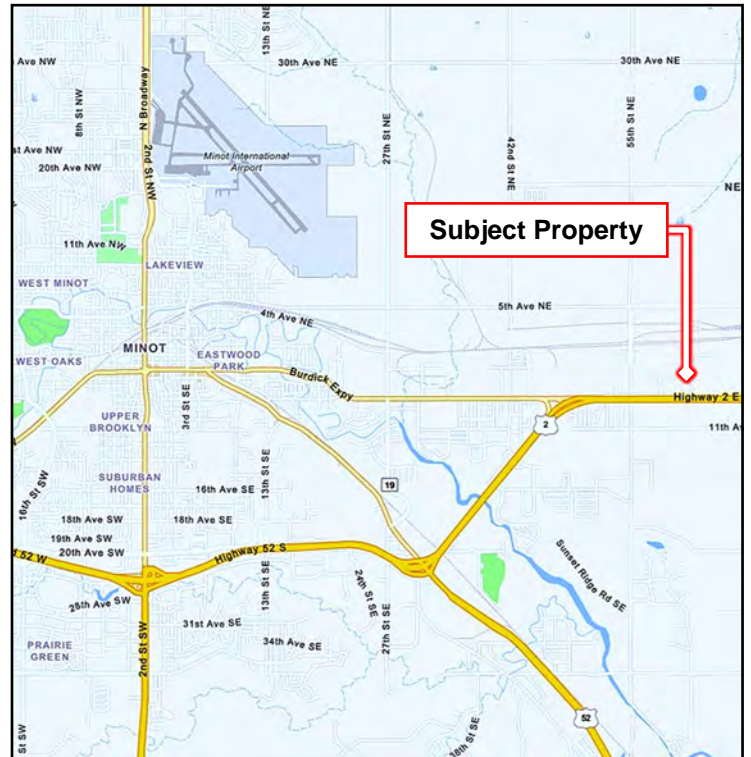 13th St NE
Ave NW
30th Ave NE
30th Ave NE
N Broadway
8th St NW
27th St NE
42nd St NE
55th St NE
2nd St NW
Minot International
Airport
st Ave NW
20th Ave NW
NE
Subject Property
11th Ave NW
LAKEVIEW
WEST MINOT
5th Ave NE
4th Ave NE
MINOT
WEST OAKS
EASTWOOD
PARK
Burdick Expy
3rd St SE
Highway 2 E
UPPER
BROOKLYN
2
11th A
SUBURBAN
HOMES
16th St SW
16th Ave SE
13th St SE
19
18th Ave SW
18th Ave SE
19th Ave SW
20th Ave SW
d 52 W
Highway 52 S
Sunset Ridge Rd SE
28th Ave SW
13th St SE
24th St SE
27th St SE
31st Ave SE
34th Ave SE
PRAIRIE
GREEN
2nd St SW
52
St SW
38th St SE